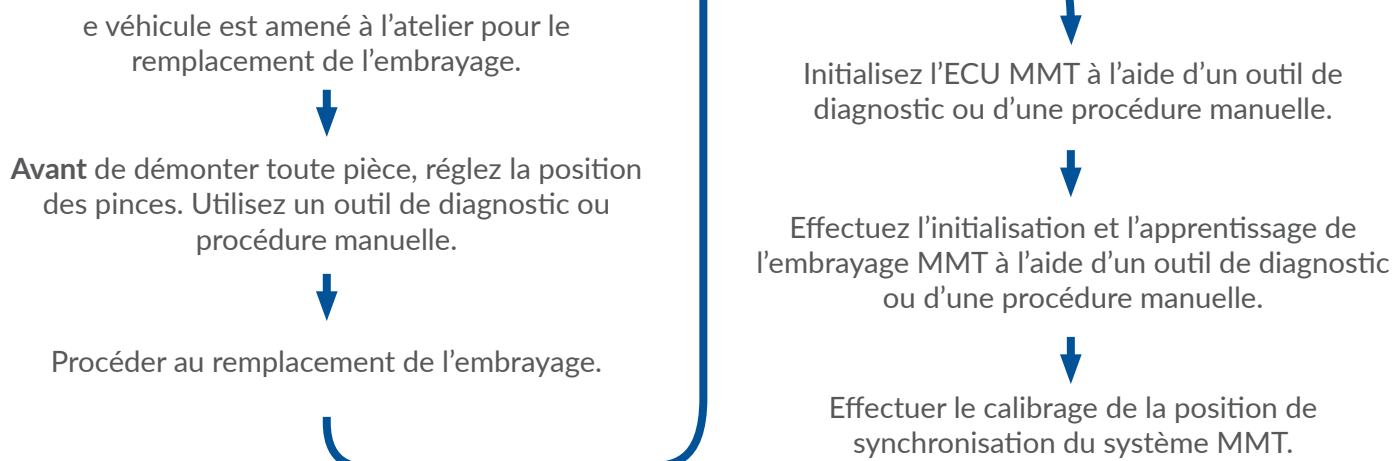 e véhicule est amené à l’atelier pour le
remplacement de l’embrayage.
Avant de démonter toute pièce, réglez la position
des pinces. Utilisez un outil de diagnostic ou
procédure manuelle.
Procéder au remplacement de l’embrayage.
Initialisez l’ECU MMT à l’aide d’un outil de
diagnostic ou d’une procédure manuelle.
Effectuez l’initialisation et l’apprentissage de
l’embrayage MMT à l’aide d’un outil de diagnostic
ou d’une procédure manuelle.
Effectuer le calibrage de la position de
synchronisation du système MMT.